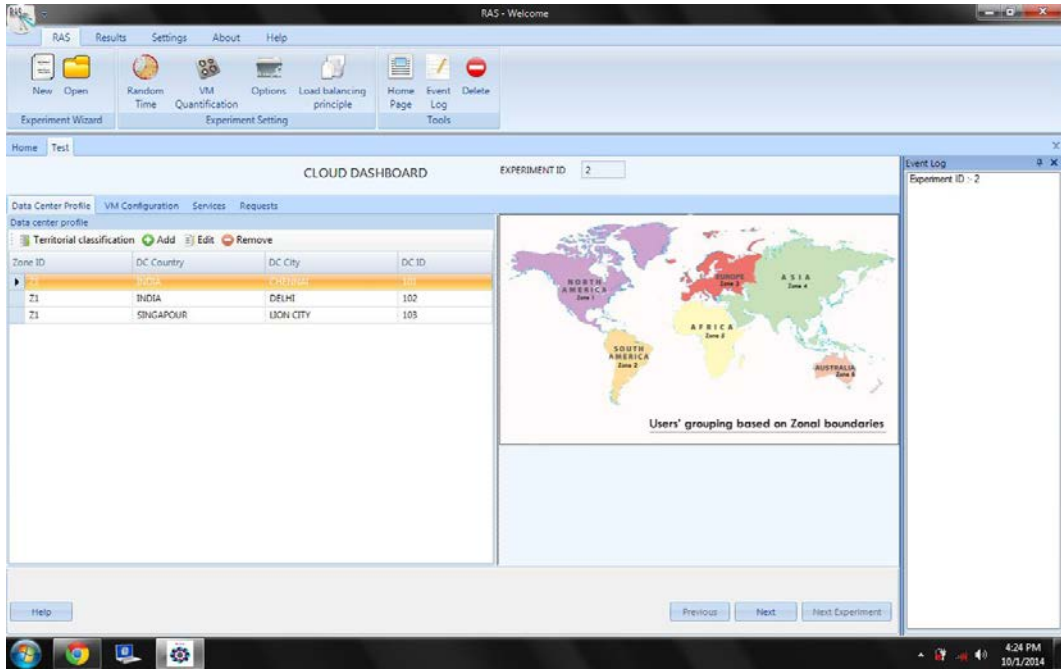 RAS
RAS - Welcome
RAS Results Settings About Help
New Open Random Time VM Quantification Options Load balancing principle Home Page Event Log Delete
Experiment Wizard Experiment Setting Tools
Home Test
CLOUD DASHBOARD EXPERIMENT ID 2
Event Log
Experiment ID :- 2
Data Center Profile VM Configuration Services Requests
Data center profile
Territorial classification Add Edit Remove
Zone ID DC Country DC City DC ID
Z1 INDIA CHENNAI 101
Z1 INDIA DELHI 102
Z1 SINGAPOUR LION CITY 103
NORTH AMERICA
Zone 1
EUROPE
Zone 3
ASIA
Zone 4
AFRICA
Zone 5
SOUTH AMERICA
Zone 2
AUSTRALIA
Zone 6
Users' grouping based on Zonal boundaries
Help Previous Next Next Experiment
4:24 PM
10/1/2014